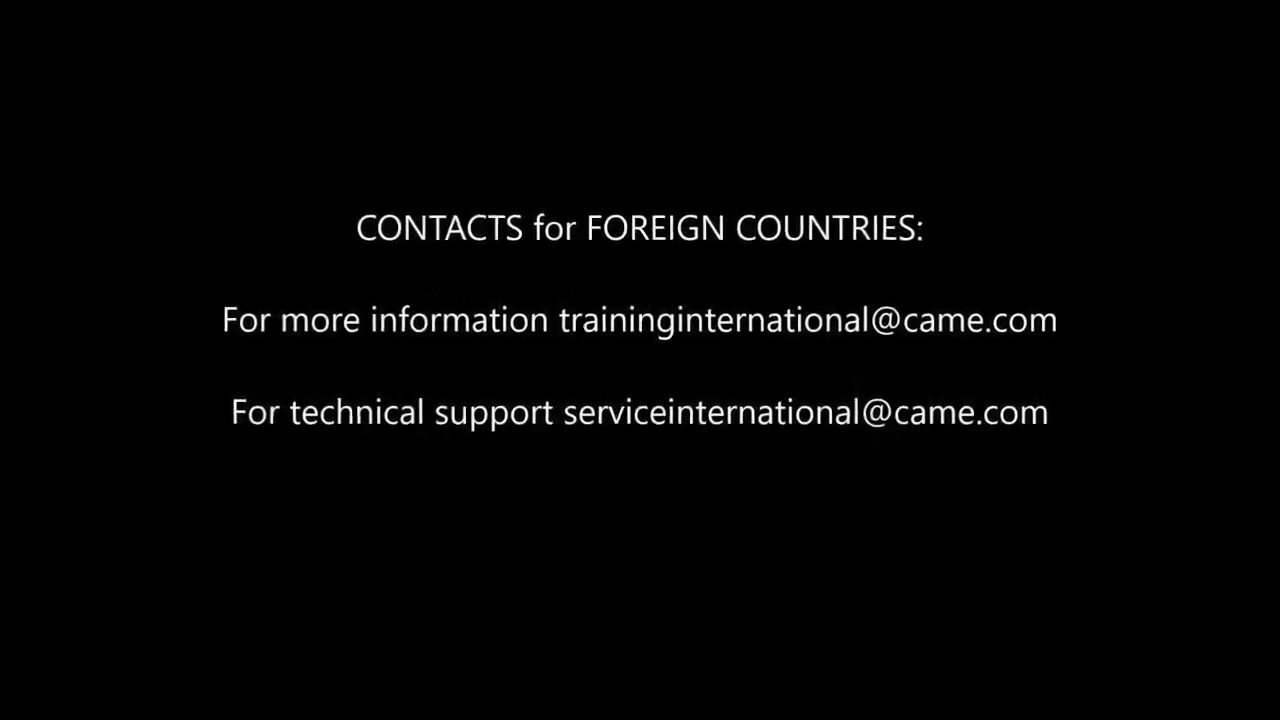 CONTACTS for FOREIGN COUNTRIES:
For more information traininginternational@came.com
For technical support serviceinternational@came.com